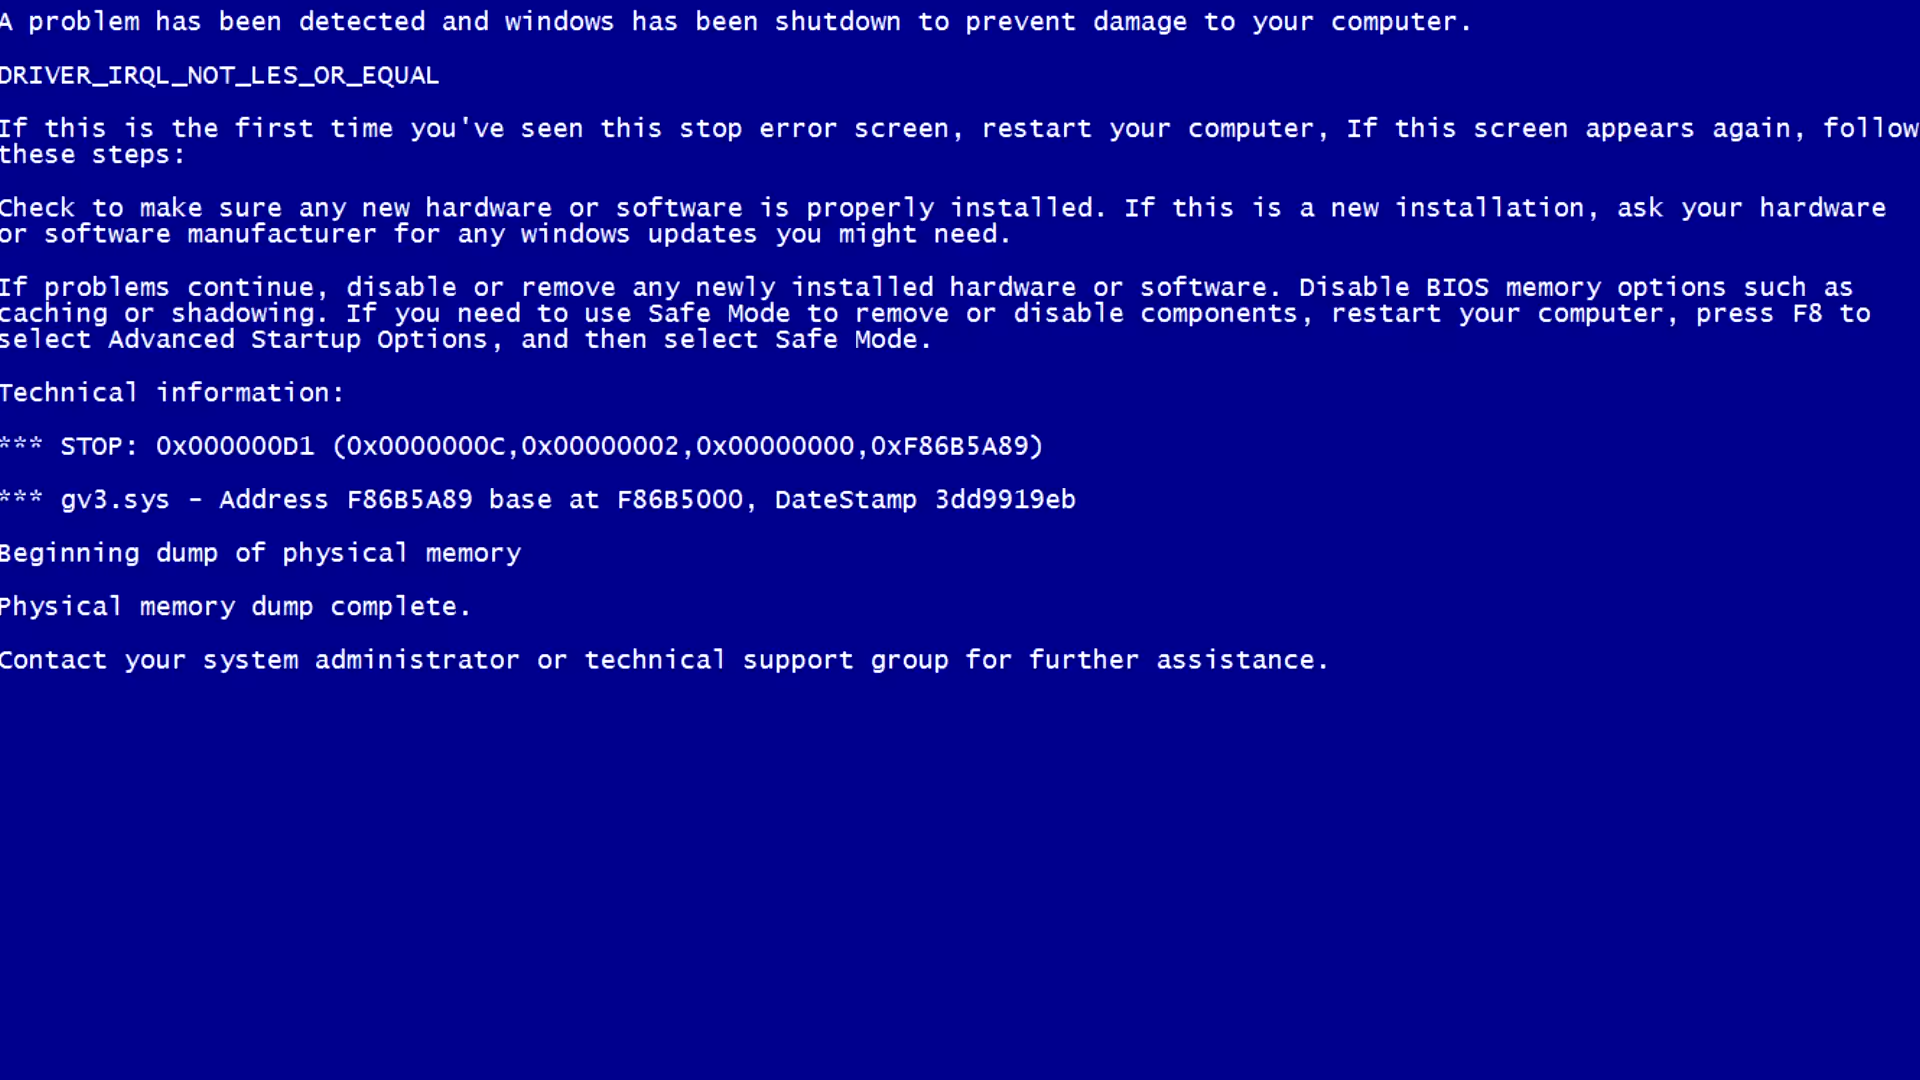 A problem has been detected and windows has been shutdown to prevent damage to your computer.
DRIVER_IRQL_NOT_LES_OR_EQUAL
If this is the first time you've seen this stop error screen, restart your computer, If this screen appears again, follow
these steps:
Check to make sure any new hardware or software is properly installed. If this is a new installation, ask your hardware
or software manufacturer for any windows updates you might need.
If problems continue, disable or remove any newly installed hardware or software. Disable BIOS memory options such as
caching or shadowing. If you need to use Safe Mode to remove or disable components, restart your computer, press F8 to
select Advanced Startup Options, and then select Safe Mode.
Technical information:
*** STOP: 0x000000D1 (0x0000000C,0x00000002,0x00000000,0xF86B5A89)
*** gv3.sys - Address F86B5A89 base at F86B5000, DateStamp 3dd9919eb
Beginning dump of physical memory
Physical memory dump complete.
Contact your system administrator or technical support group for further assistance.